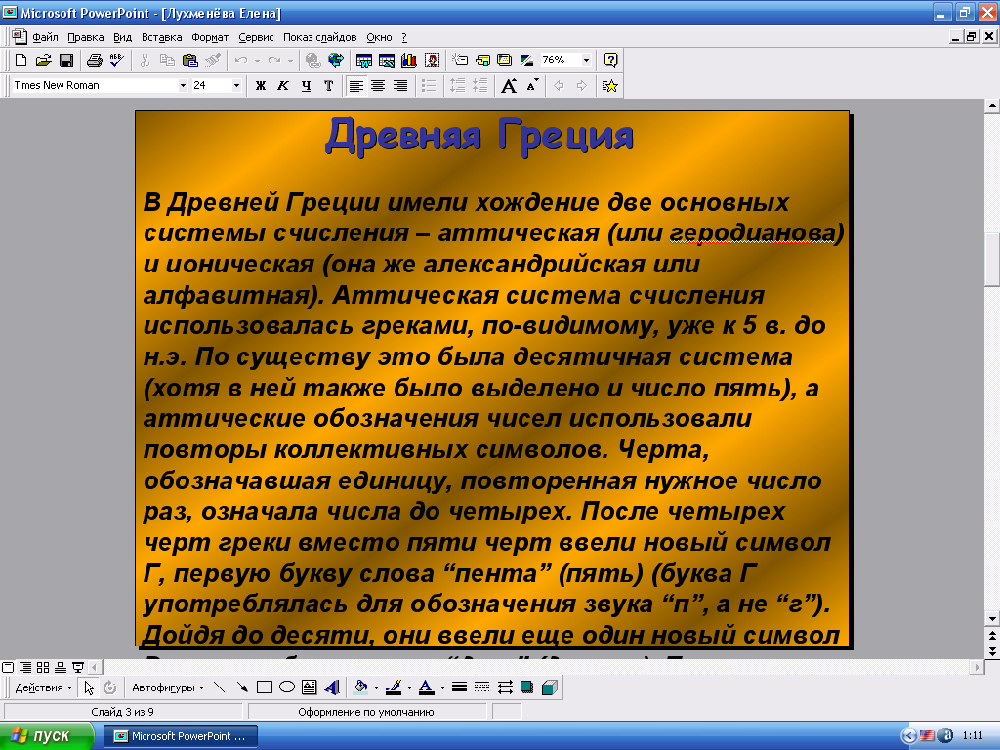 Microsoft PowerPoint - [Лухменёва Елена]
Файл Правка Вид Вставка Формат Сервис Показ слайдов Окно ?
76%
Times New Roman 24 Ж К Ч Т
Древняя Греция
В Древней Греции имели хождение две основных
системы счисления – аттическая (или геродианова)
и ионическая (она же александрийская или
алфавитная). Аттическая система счисления
использовалась греками, по-видимому, уже к 5 в. до
н.э. По существу это была десятичная система
(хотя в ней также было выделено и число пять), а
аттические обозначения чисел использовали
повторы коллективных символов. Черта,
обозначавшая единицу, повторенная нужное число
раз, означала числа до четырех. После четырех
черт греки вместо пяти черт ввели новый символ
Г, первую букву слова “пента” (пять) (буква Г
употреблялась для обозначения звука “п”, а не “г”).
Дойдя до десяти, они ввели еще один новый символ
Действия Автофигуры
Слайд 3 из 9 Оформление по умолчанию
пуск Microsoft PowerPoint ... 1:11